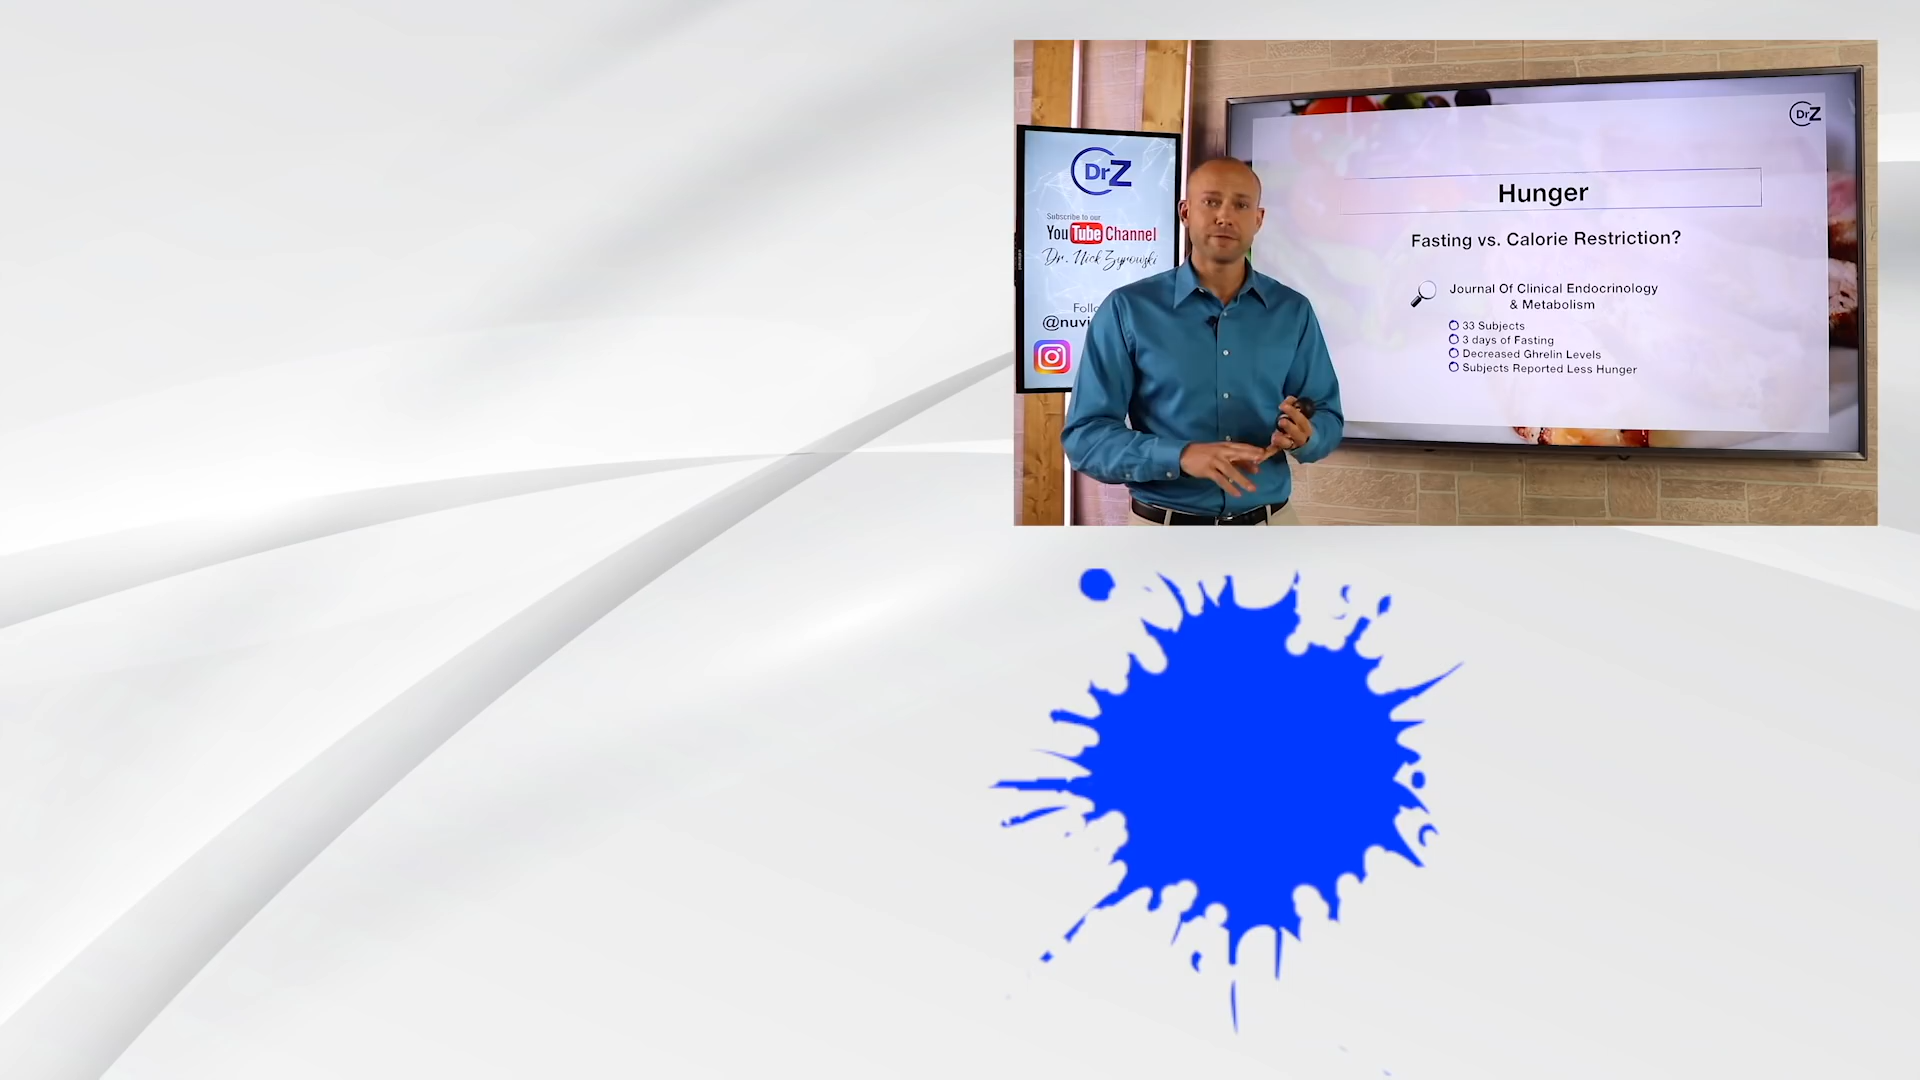 DrZ
Subscribe to our
YouTube Channel
Dr. Nick Zyrowski
@nuvi
DrZ
Hunger
Fasting vs. Calorie Restriction?
Journal Of Clinical Endocrinology
& Metabolism
33 Subjects
3 days of Fasting
Decreased Ghrelin Levels
Subjects Reported Less Hunger